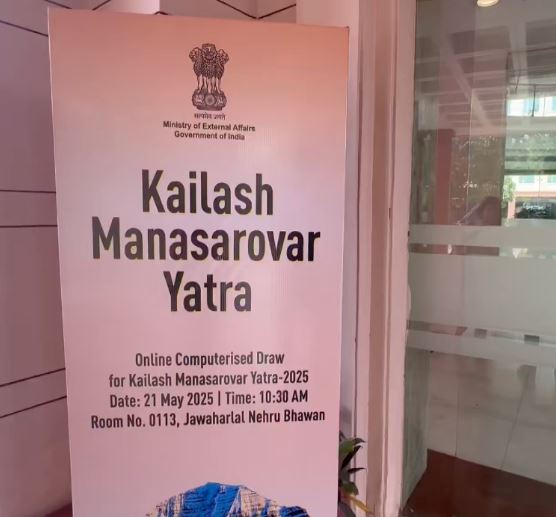 सत्यमेव जयते
Ministry of External Affairs
Government of India
Kailash
Manasarovar
Yatra
Online Computerised Draw
for Kailash Manasarovar Yatra-2025
Date: 21 May 2025 | Time: 10:30 AM
Room No. 0113, Jawaharlal Nehru Bhawan